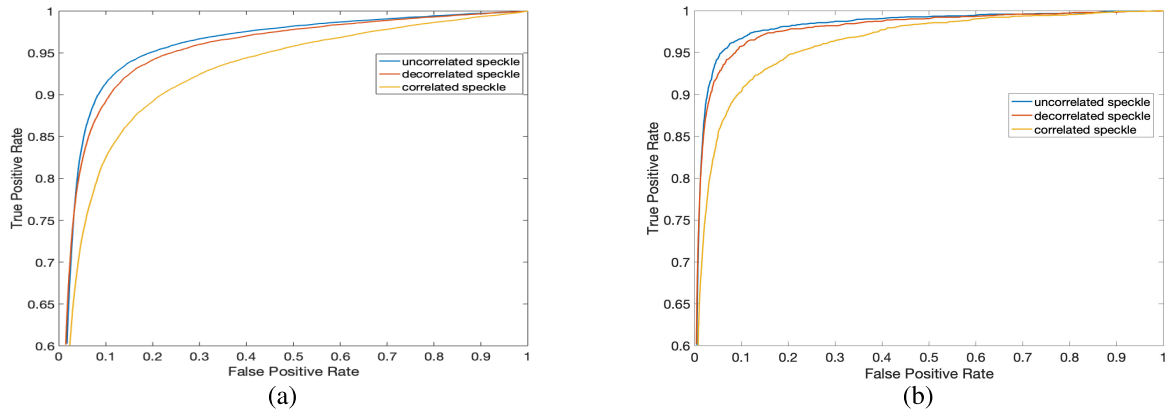 1
0.95
0.9
0.85
0.8
0.75
0.7
0.65
0.6
True Positive Rate
uncorrelated speckle
decorrelated speckle
correlated speckle
0 0.1 0.2 0.3 0.4 0.5 0.6 0.7 0.8 0.9 1
False Positive Rate
(a)
1
0.95
0.9
0.85
0.8
0.75
0.7
0.65
0.6
True Positive Rate
uncorrelated speckle
decorrelated speckle
correlated speckle
0 0.1 0.2 0.3 0.4 0.5 0.6 0.7 0.8 0.9 1
False Positive Rate
(b)